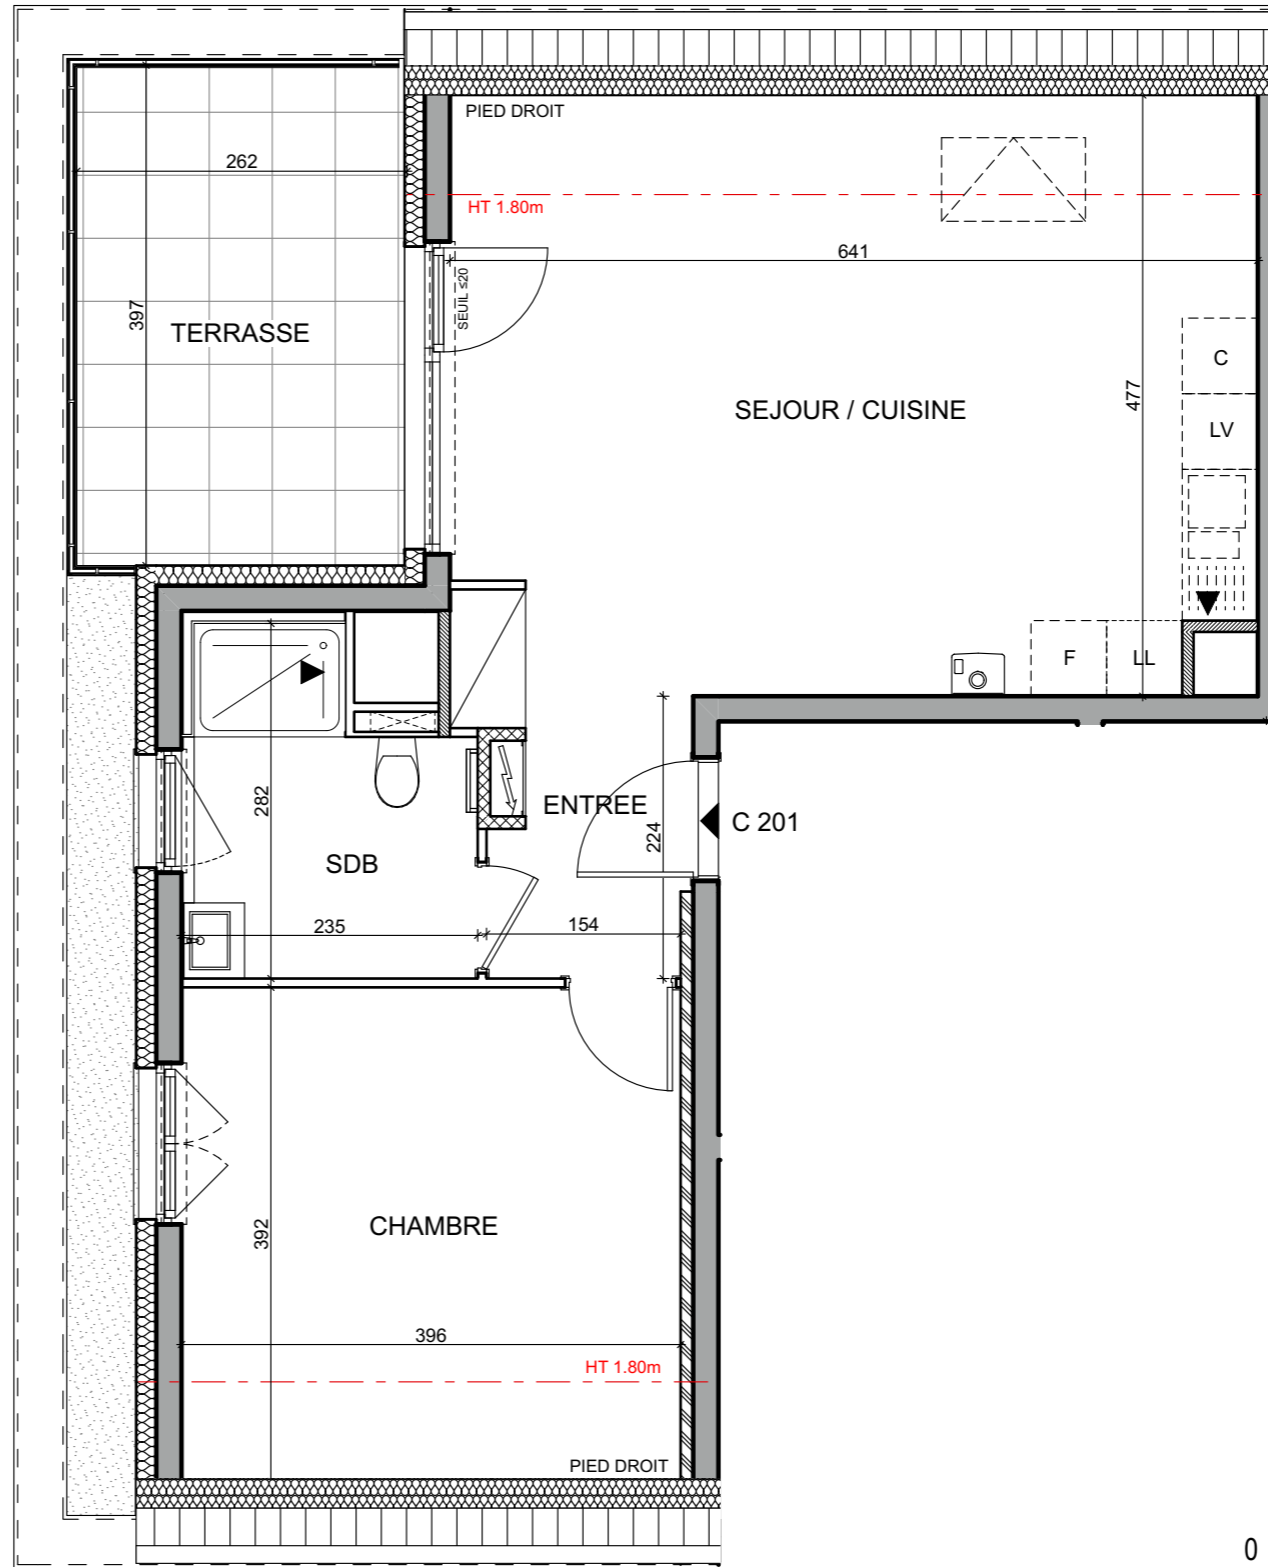 PIED DROIT
262
HT 1.80m
641
SEUIL ≤20
397
TERRASSE
C
477
SEJOUR / CUISINE
LV
F
LL
282
ENTREE
224
C 201
SDB
235
154
392
CHAMBRE
396
HT 1.80m
PIED DROIT
0